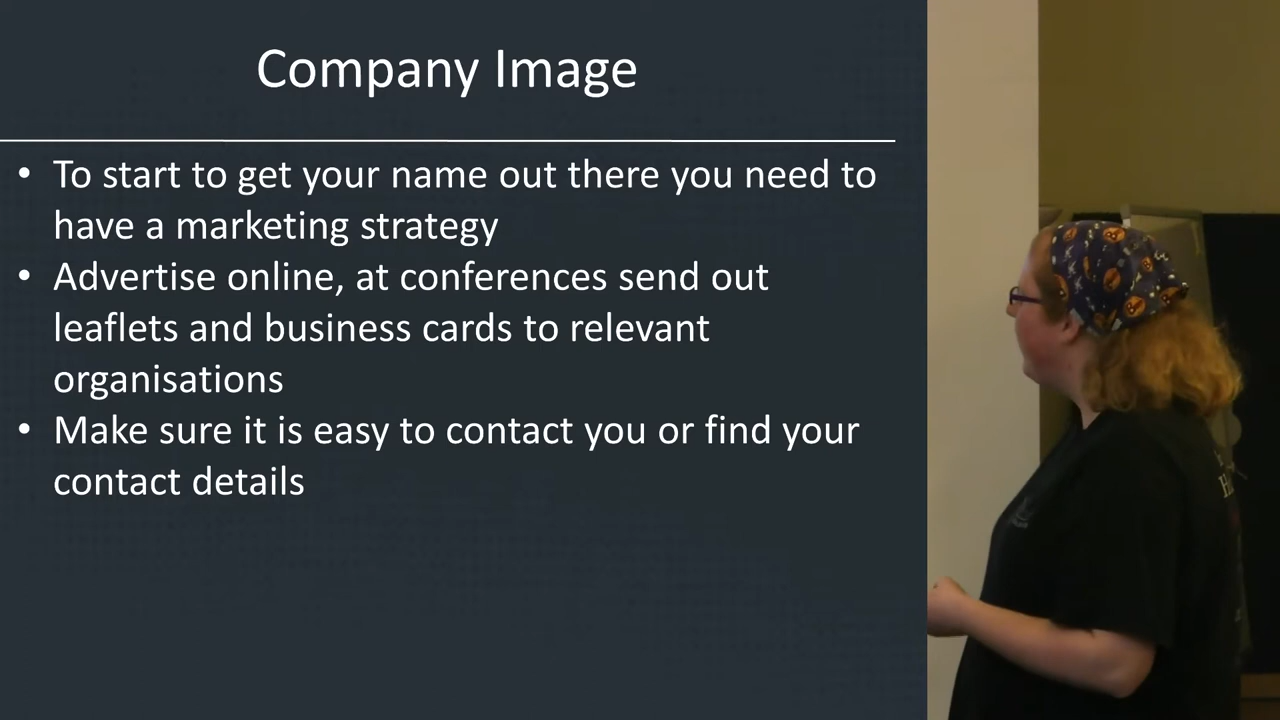 Company Image
• To start to get your name out there you need to
have a marketing strategy
• Advertise online, at conferences send out
leaflets and business cards to relevant
organisations
• Make sure it is easy to contact you or find your
contact details